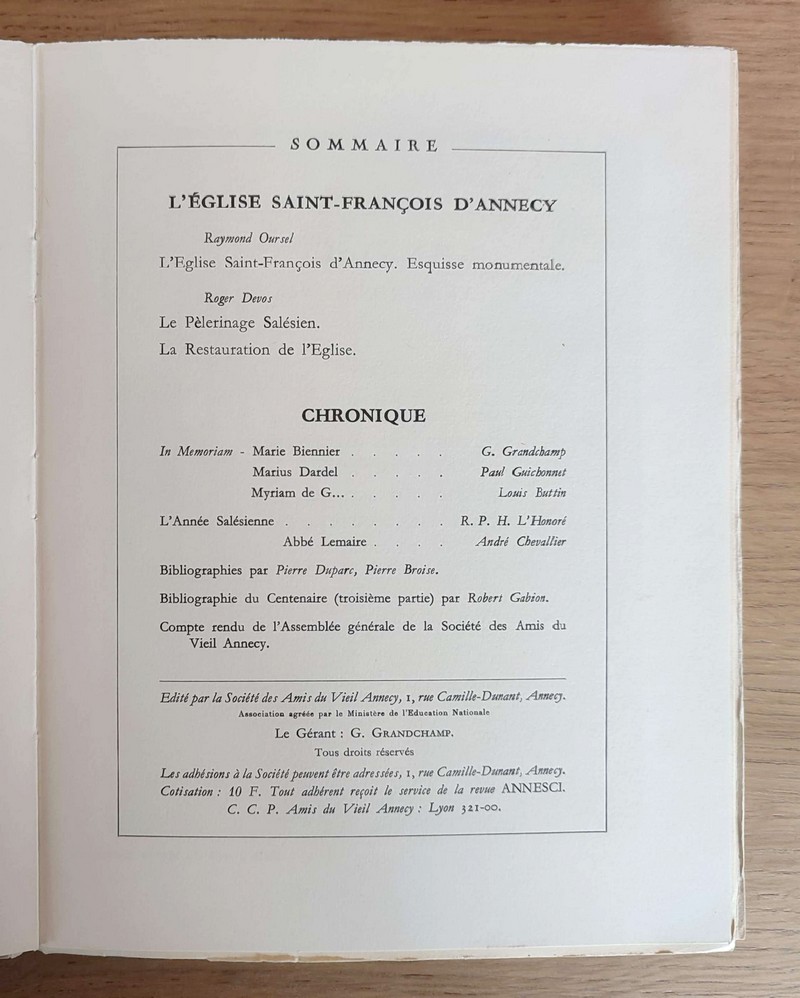 SOMMAIRE
L'ÉGLISE SAINT-FRANÇOIS D'ANNECY
Raymond Oursel
L'Eglise Saint-François d'Annecy. Esquisse monumentale.
Roger Devos
Le Pèlerinage Salésien.
La Restauration de l'Eglise.
CHRONIQUE
In Memoriam - Marie Biennier . . . . . G. Grandchamp
Marius Dardel . . . . . Paul Guichonnet
Myriam de G... . . . . . Louis Buttin
L'Année Salésienne . . . . . . . . R. P. H. L'Honoré
Abbé Lemaire . . . . André Chevallier
Bibliographies par Pierre Duparc, Pierre Broise.
Bibliographie du Centenaire (troisième partie) par Robert Gabion.
Compte rendu de l'Assemblée générale de la Société des Amis du
Vieil Annecy.
Edité par la Société des Amis du Vieil Annecy, 1, rue Camille-Dunant, Annecy.
Association agréée par le Ministère de l'Education Nationale
Le Gérant : G. GRANDCHAMP.
Tous droits réservés
Les adhésions à la Société peuvent être adressées, 1, rue Camille-Dunant, Annecy.
Cotisation : 10 F. Tout adhérent reçoit le service de la revue ANNESCI.
C. C. P. Amis du Vieil Annecy : Lyon 321-00.